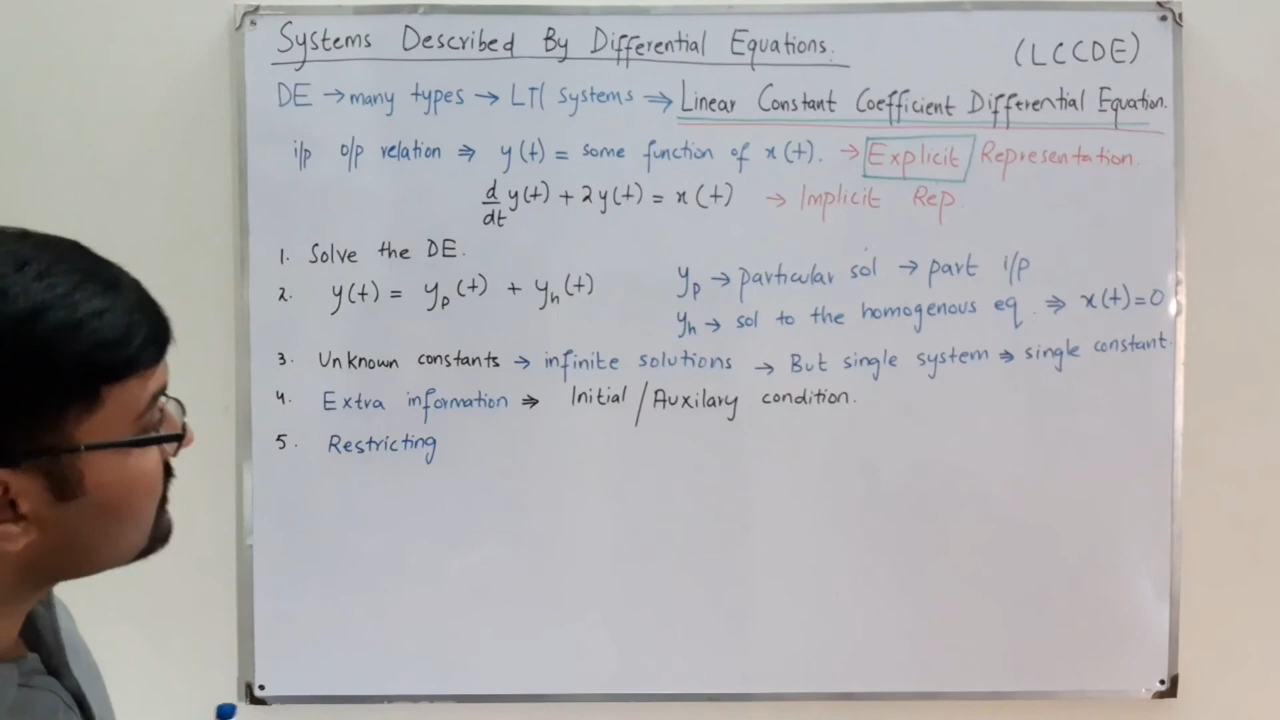 Systems Described By Differential Equations. (LCCDE)
DE → many types → LTI systems ⇒ Linear Constant Coefficient Differential Equation.
i/p o/p relation ⇒ y(t) = some function of x(t). → Explicit Representation.
d/dt y(t) + 2y(t) = x(t) → Implicit Rep.
1. Solve the DE.
2. y(t) = yp(t) + yh(t)
yp → particular sol → part i/p
yh → sol to the homogenous eq. ⇒ x(t)=0
3. Unknown constants → infinite solutions → But single system ⇒ single constant.
4. Extra information ⇒ Initial / Auxilary condition.
5. Restricting